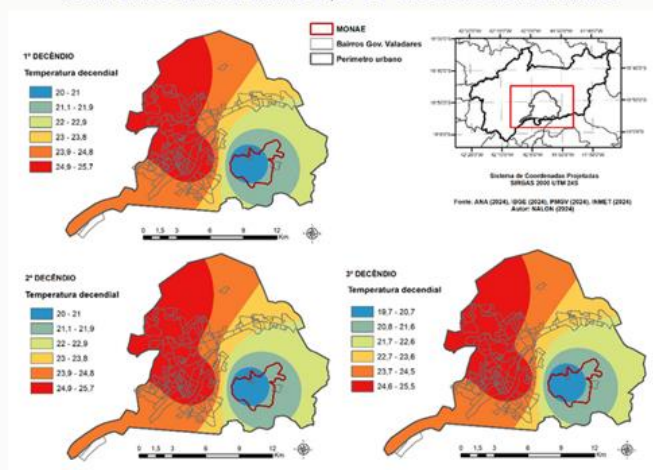 MONAE
Bairros Gov. Valadares
Perímetro urbano
1º DECÊNDIO
Temperatura decendial
20 - 21
21,1 - 21,9
22 - 22,9
23 - 23,8
23,9 - 24,8
24,9 - 25,7
0 1,5 3 6 9 12
Km
Sistema de Coordenadas Projetadas
SIRGAS 2000 UTM 24S
Fonte: ANA (2024), IBGE (2024), PMGV (2024), INMET (2024)
Autor: NALON (2024)
2º DECÊNDIO
Temperatura decendial
20 - 21
21,1 - 21,9
22 - 22,9
23 - 23,8
23,9 - 24,8
24,9 - 25,7
0 1,5 3 6 9 12
Km
3º DECÊNDIO
Temperatura decendial
19,7 - 20,7
20,8 - 21,6
21,7 - 22,6
22,7 - 23,6
23,7 - 24,5
24,6 - 25,5
0 1,5 3 6 9 12
Km